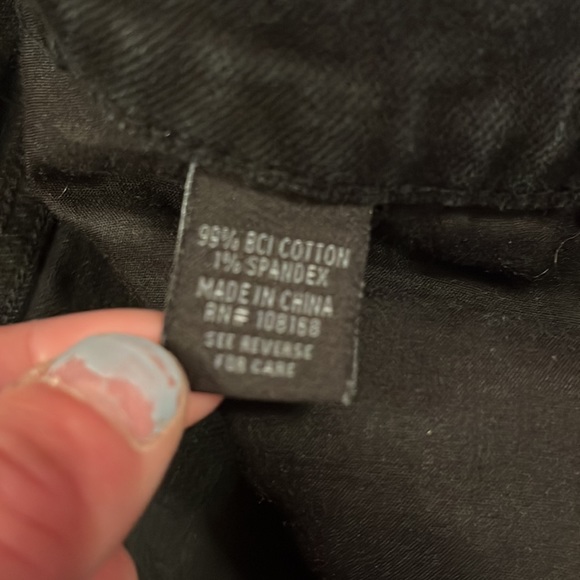 99% BCI COTTON
1% SPANDEX
MADE IN CHINA
RN# 108168
SEE REVERSE
FOR CARE